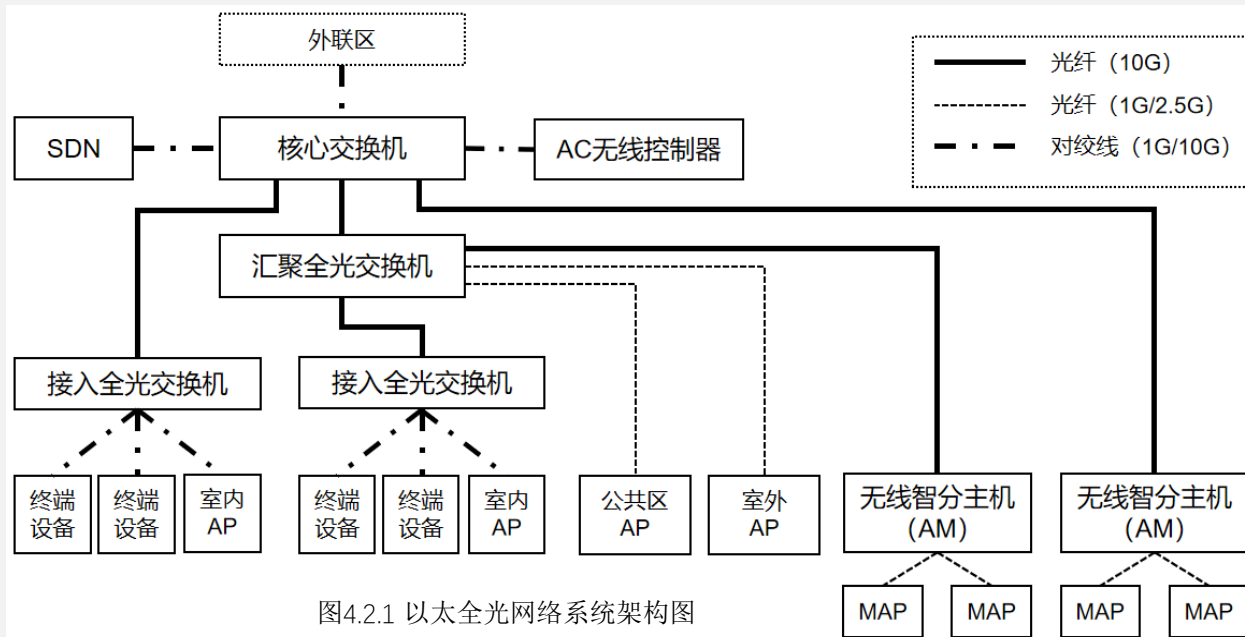 外联区
光纤（10G）
光纤（1G/2.5G）
对绞线（1G/10G）
SDN
核心交换机
AC无线控制器
汇聚全光交换机
接入全光交换机
接入全光交换机
终端
设备
终端
设备
室内
AP
终端
设备
终端
设备
室内
AP
公共区
AP
室外
AP
无线智分主机
（AM）
无线智分主机
（AM）
MAP
MAP
MAP
MAP
图4.2.1 以太全光网络系统架构图